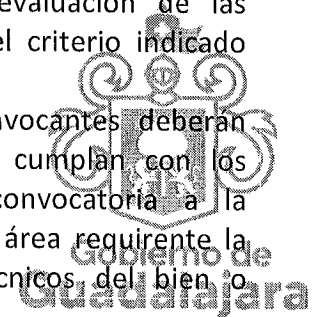 evaluación de las
el criterio indicado
nvocantes deberán
cumplan con los
convocatoria a la
área requirente la
Gobierno de
cnicos del bien o
Guadalajara